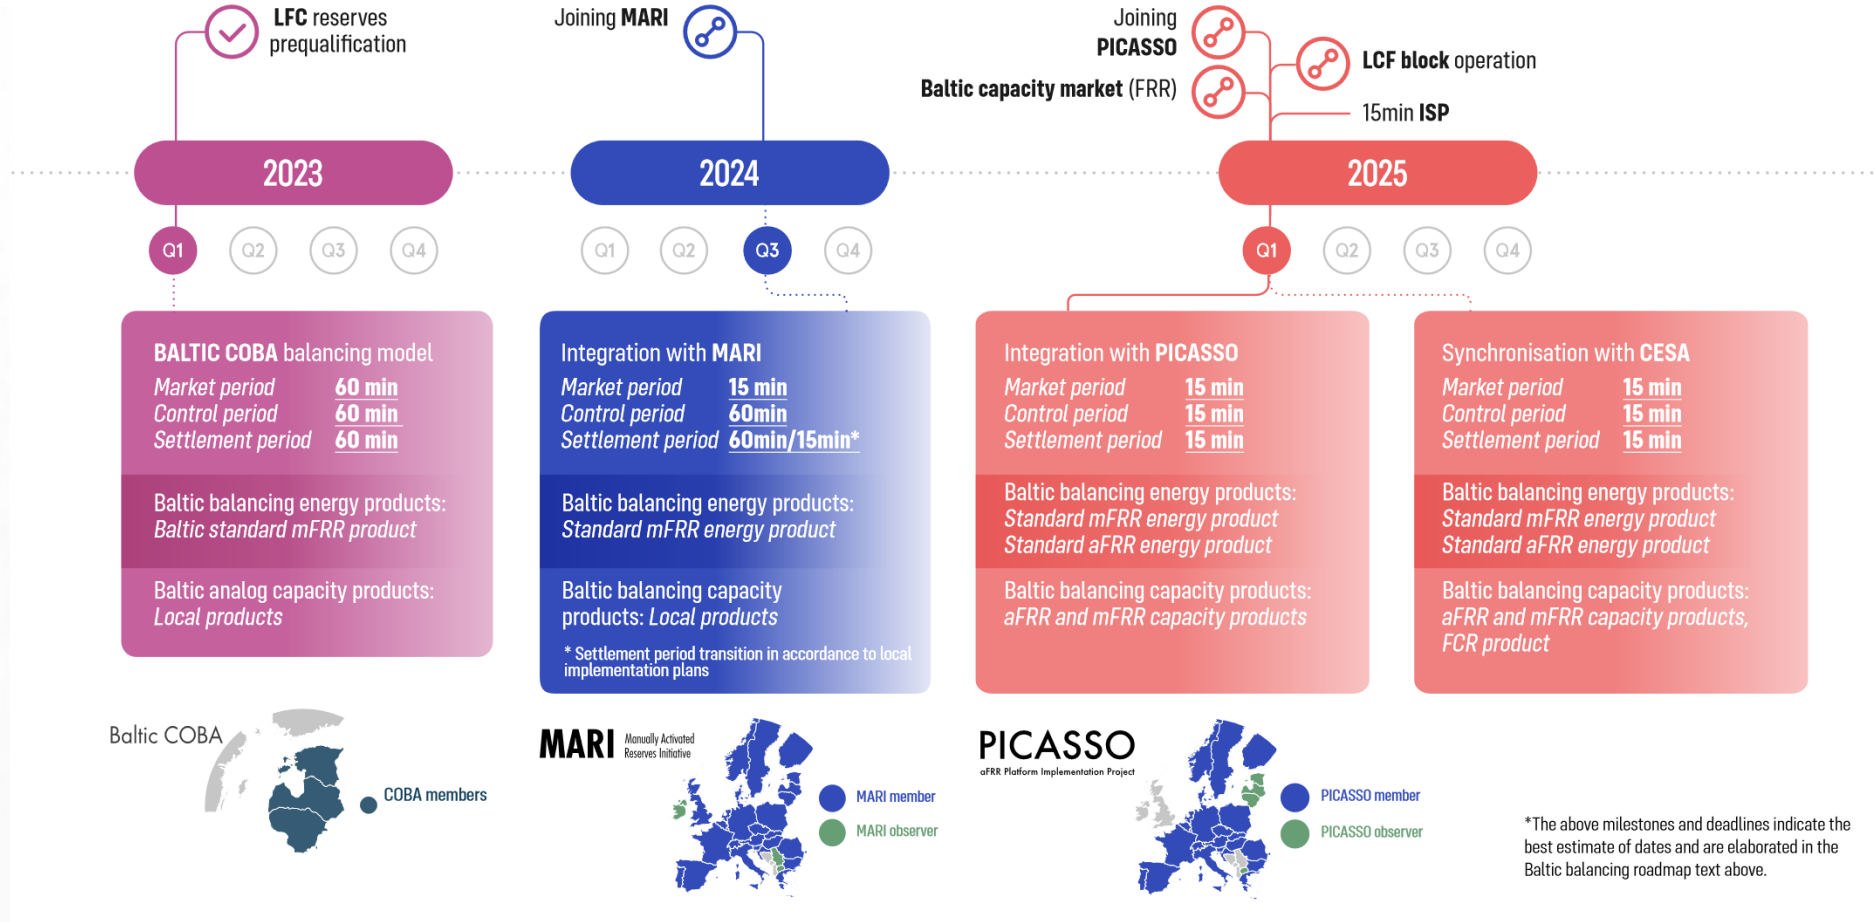 LFC reserves
prequalification
Joining MARI
Joining
PICASSO
Baltic capacity market (FRR)
LCF block operation
15min ISP
2023
2024
2025
Q1
Q2
Q3
Q4
Q1
Q2
Q3
Q4
Q1
Q2
Q3
Q4
BALTIC COBA balancing model
Market period 60 min
Control period 60 min
Settlement period 60 min
Baltic balancing energy products:
Baltic standard mFRR product
Baltic analog capacity products:
Local products
Integration with MARI
Market period 15 min
Control period 60min
Settlement period 60min/15min*
Baltic balancing energy products:
Standard mFRR energy product
Baltic balancing capacity
products: Local products
* Settlement period transition in accordance to local
implementation plans
Integration with PICASSO
Market period 15 min
Control period 15 min
Settlement period 15 min
Baltic balancing energy products:
Standard mFRR energy product
Standard aFRR energy product
Baltic balancing capacity products:
aFRR and mFRR capacity products
Synchronisation with CESA
Market period 15 min
Control period 15 min
Settlement period 15 min
Baltic balancing energy products:
Standard mFRR energy product
Standard aFRR energy product
Baltic balancing capacity products:
aFRR and mFRR capacity products,
FCR product
Baltic COBA
COBA members
MARI Manually Activated
Reserves Initiative
MARI member
MARI observer
PICASSO
aFRR Platform Implementation Project
PICASSO member
PICASSO observer
*The above milestones and deadlines indicate the
best estimate of dates and are elaborated in the
Baltic balancing roadmap text above.